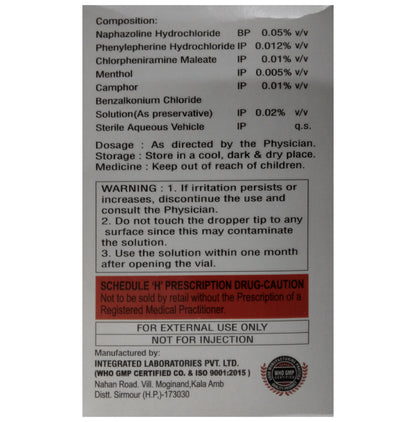 Composition:
Naphazoline Hydrochloride BP 0.05% v/v
Phenylepherine Hydrochloride IP 0.012% v/v
Chlorpheniramine Maleate IP 0.01% v/v
Menthol IP 0.005% v/v
Camphor IP 0.01% v/v
Benzalkonium Chloride
Solution(As preservative) IP 0.02% v/v
Sterile Aqueous Vehicle IP q.s.
Dosage : As directed by the Physician.
Storage : Store in a cool, dark & dry place.
Medicine : Keep out of reach of children.
WARNING : 1. If irritation persists or
increases, discontinue the use and
consult the Physician.
2. Do not touch the dropper tip to any
surface since this may contaminate
the solution.
3. Use the solution within one month
after opening the vial.
SCHEDULE 'H' PRESCRIPTION DRUG-CAUTION
Not to be sold by retail without the Prescription of a
Registered Medical Practitioner.
FOR EXTERNAL USE ONLY
NOT FOR INJECTION
Manufactured by:
INTEGRATED LABORATORIES PVT. LTD.
(WHO GMP CERTIFIED CO. & ISO 9001:2015 )
Nahan Road. Vill. Moginand,Kala Amb
Distt. Sirmour (H.P.)-173030
WHO GMP
CERTIFIED